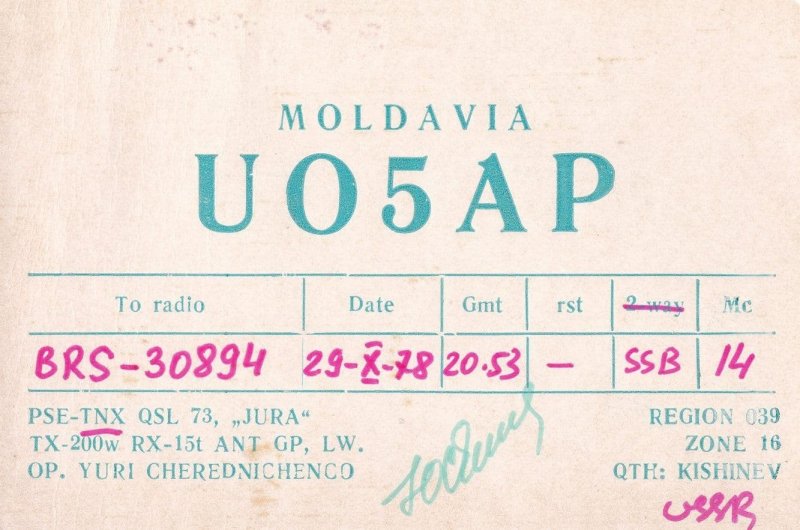 MOLDAVIA
UO5AP
To radio Date Gmt rst 2-way Mc
BRS-30894 29-X-78 20.53 — SSB 14
PSE-TNX QSL 73, „JURA“ REGION 039
TX-200w RX-15t ANT GP, LW. ZONE 16
OP. YURI CHEREDNICHENCO QTH: KISHINEV
USSR